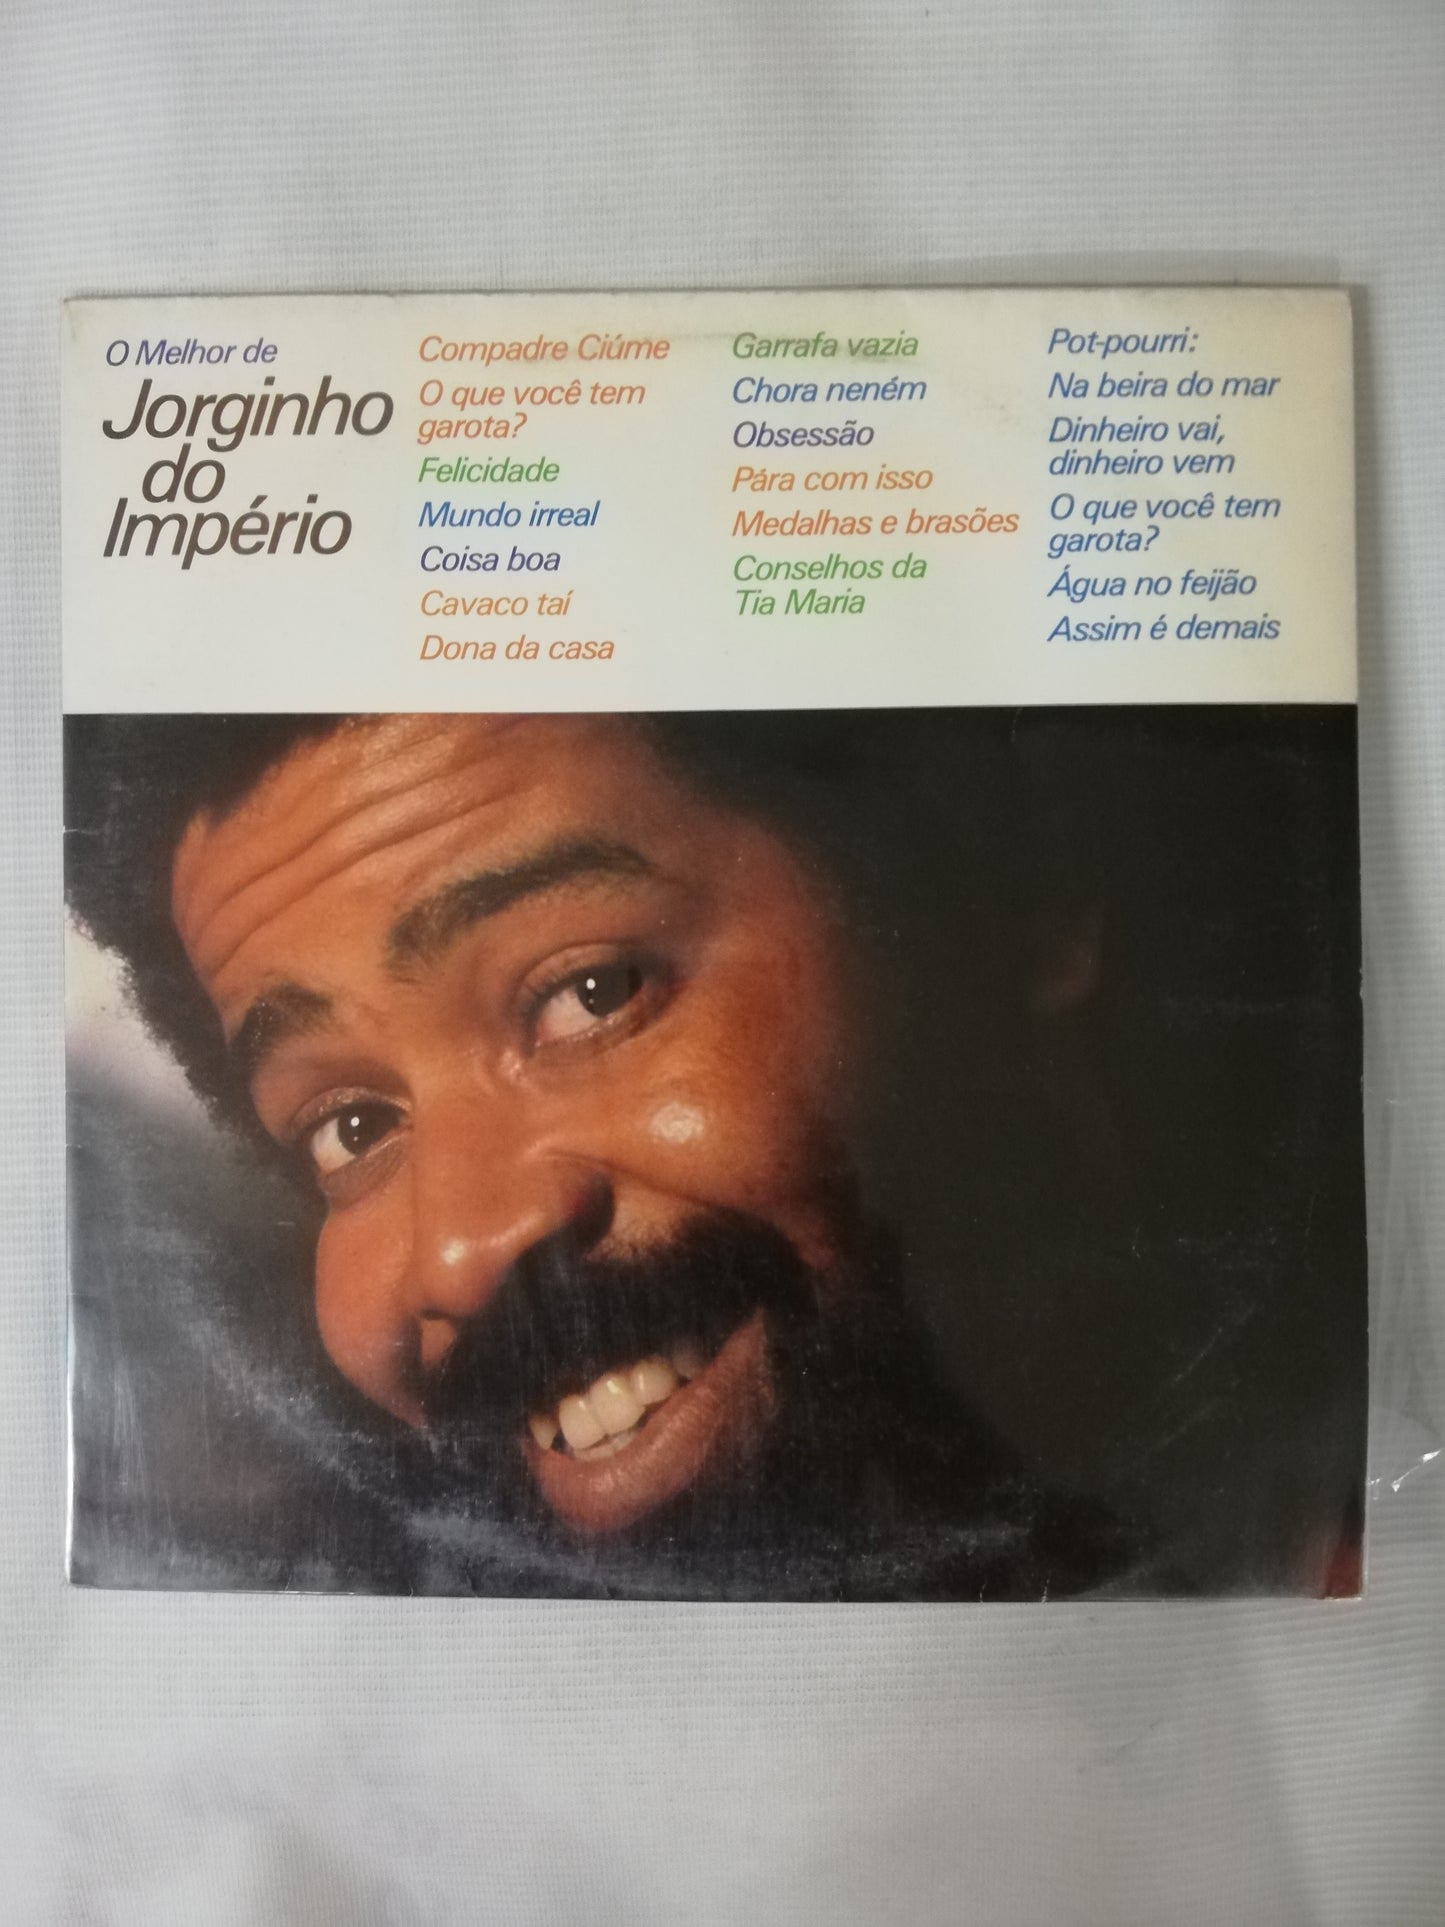 O Melhor de
Jorginho
do
Império
Compadre Ciúme
O que você tem
garota?
Felicidade
Mundo irreal
Coisa boa
Cavaco taí
Dona da casa
Garrafa vazia
Chora neném
Obsessão
Pára com isso
Medalhas e brasões
Conselhos da
Tia Maria
Pot-pourri:
Na beira do mar
Dinheiro vai,
dinheiro vem
O que você tem
garota?
Água no feijão
Assim é demais